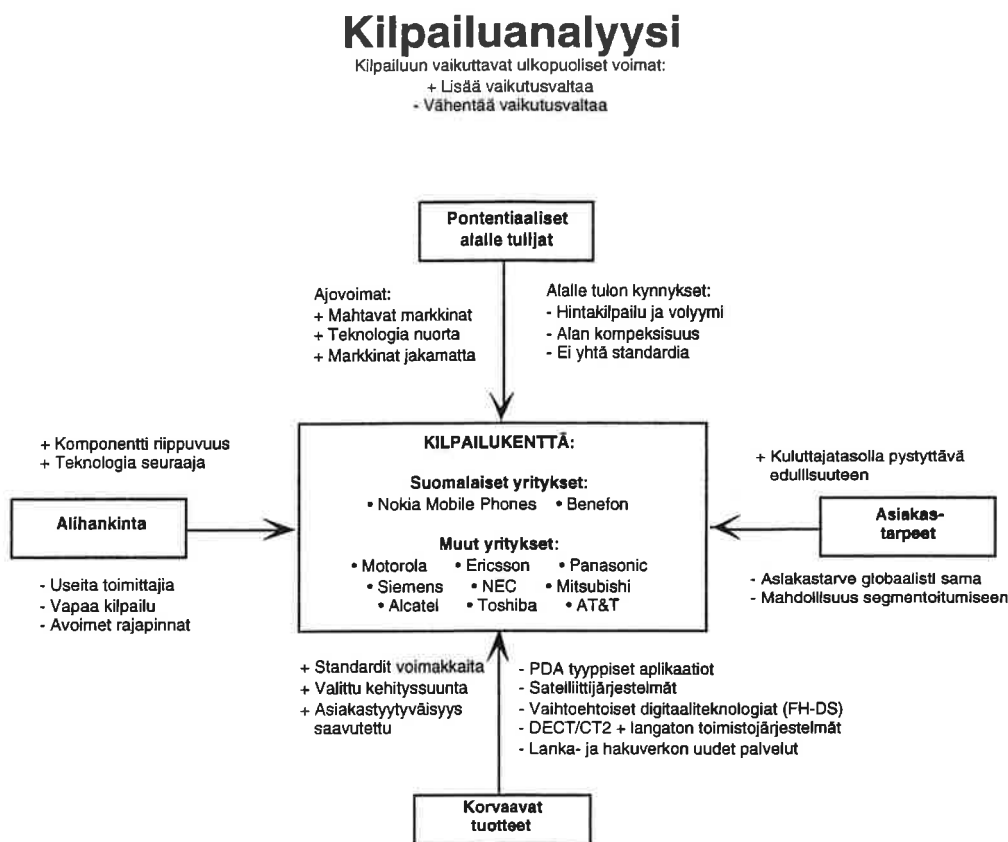 Kilpailuanalyysi
Kilpailuun vaikuttavat ulkopuoliset voimat:
+ Lisää vaikutusvaltaa
- Vähentää vaikutusvaltaa
Pontentiaaliset
alalle tulijat
Ajovoimat:
+ Mahtavat markkinat
+ Teknologia nuorta
+ Markkinat jakamatta
Alalle tulon kynnykset:
- Hintakilpailu ja volyymi
- Alan kompeksisuus
- Ei yhtä standardia
+ Komponentti riippuvuus
+ Teknologia seuraaja
Alihankinta
- Useita toimittajia
- Vapaa kilpailu
- Avoimet rajapinnat
KILPAILUKENTTÄ:
Suomalaiset yritykset:
• Nokia Mobile Phones • Benefon
Muut yritykset:
• Motorola • Ericsson • Panasonic
• Siemens • NEC • Mitsubishi
• Alcatel • Toshiba • AT&T
+ Kuluttajatasolla pystyttävä
edullisuuteen
Asiakas-
tarpeet
- Asiakastarve globaalisti sama
- Mahdollisuus segmentoitumiseen
+ Standardit voimakkaita
+ Valittu kehityssuunta
+ Asiakastyytyväisyys
saavutettu
- PDA tyyppiset aplikaatiot
- Satelliittijärjestelmät
- Vaihtoehtoiset digitaaliteknologiat (FH-DS)
- DECT/CT2 + langaton toimistojärjestelmät
- Lanka- ja hakuverkon uudet palvelut
Korvaavat
tuotteet